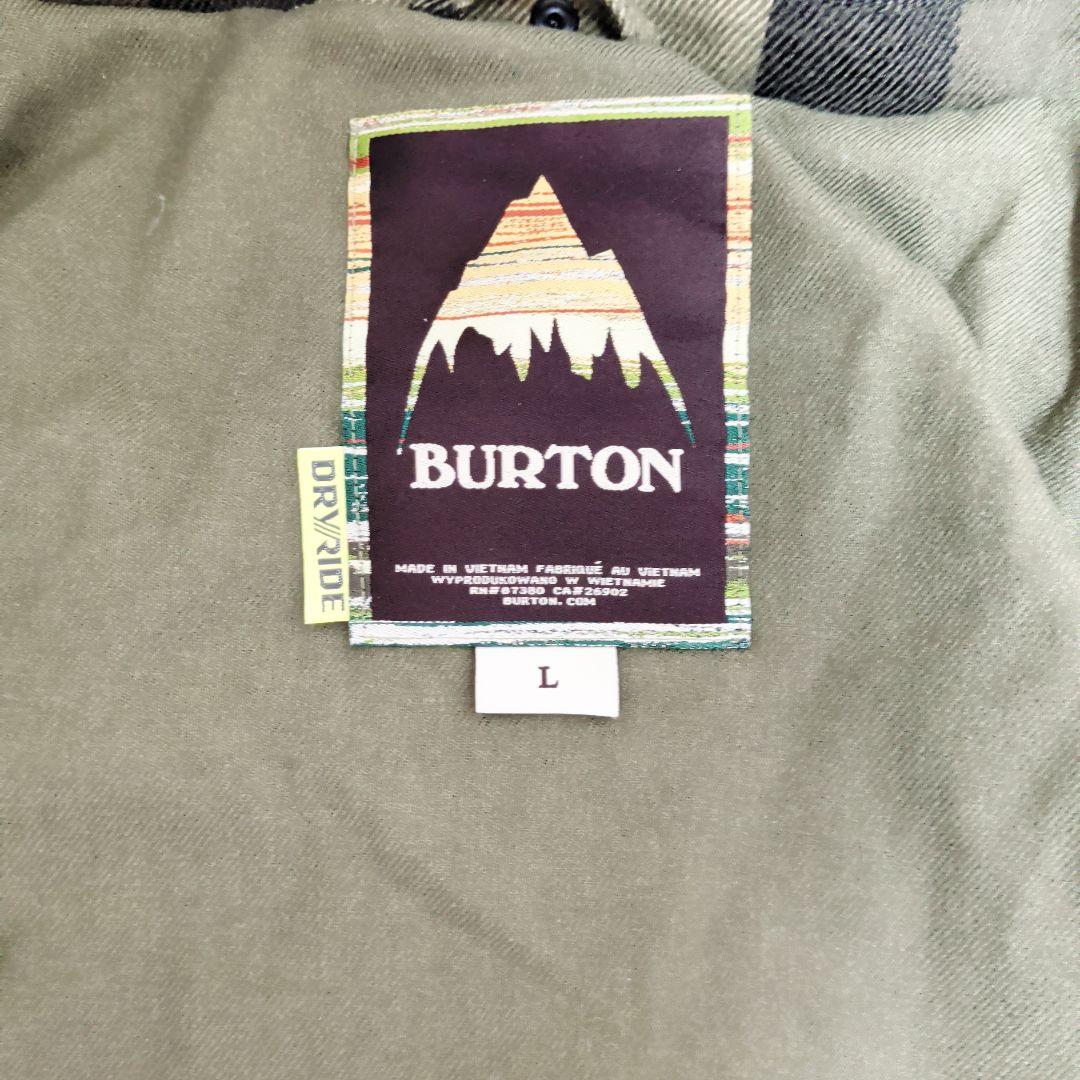 BURTON
DRY//RIDE
MADE IN VIETNAM FABRIQUÉ AU VIETNAM
WYPRODUKOWANO W WIETNAMIE
RN#87380 CA#26902
BURTON.COM
L